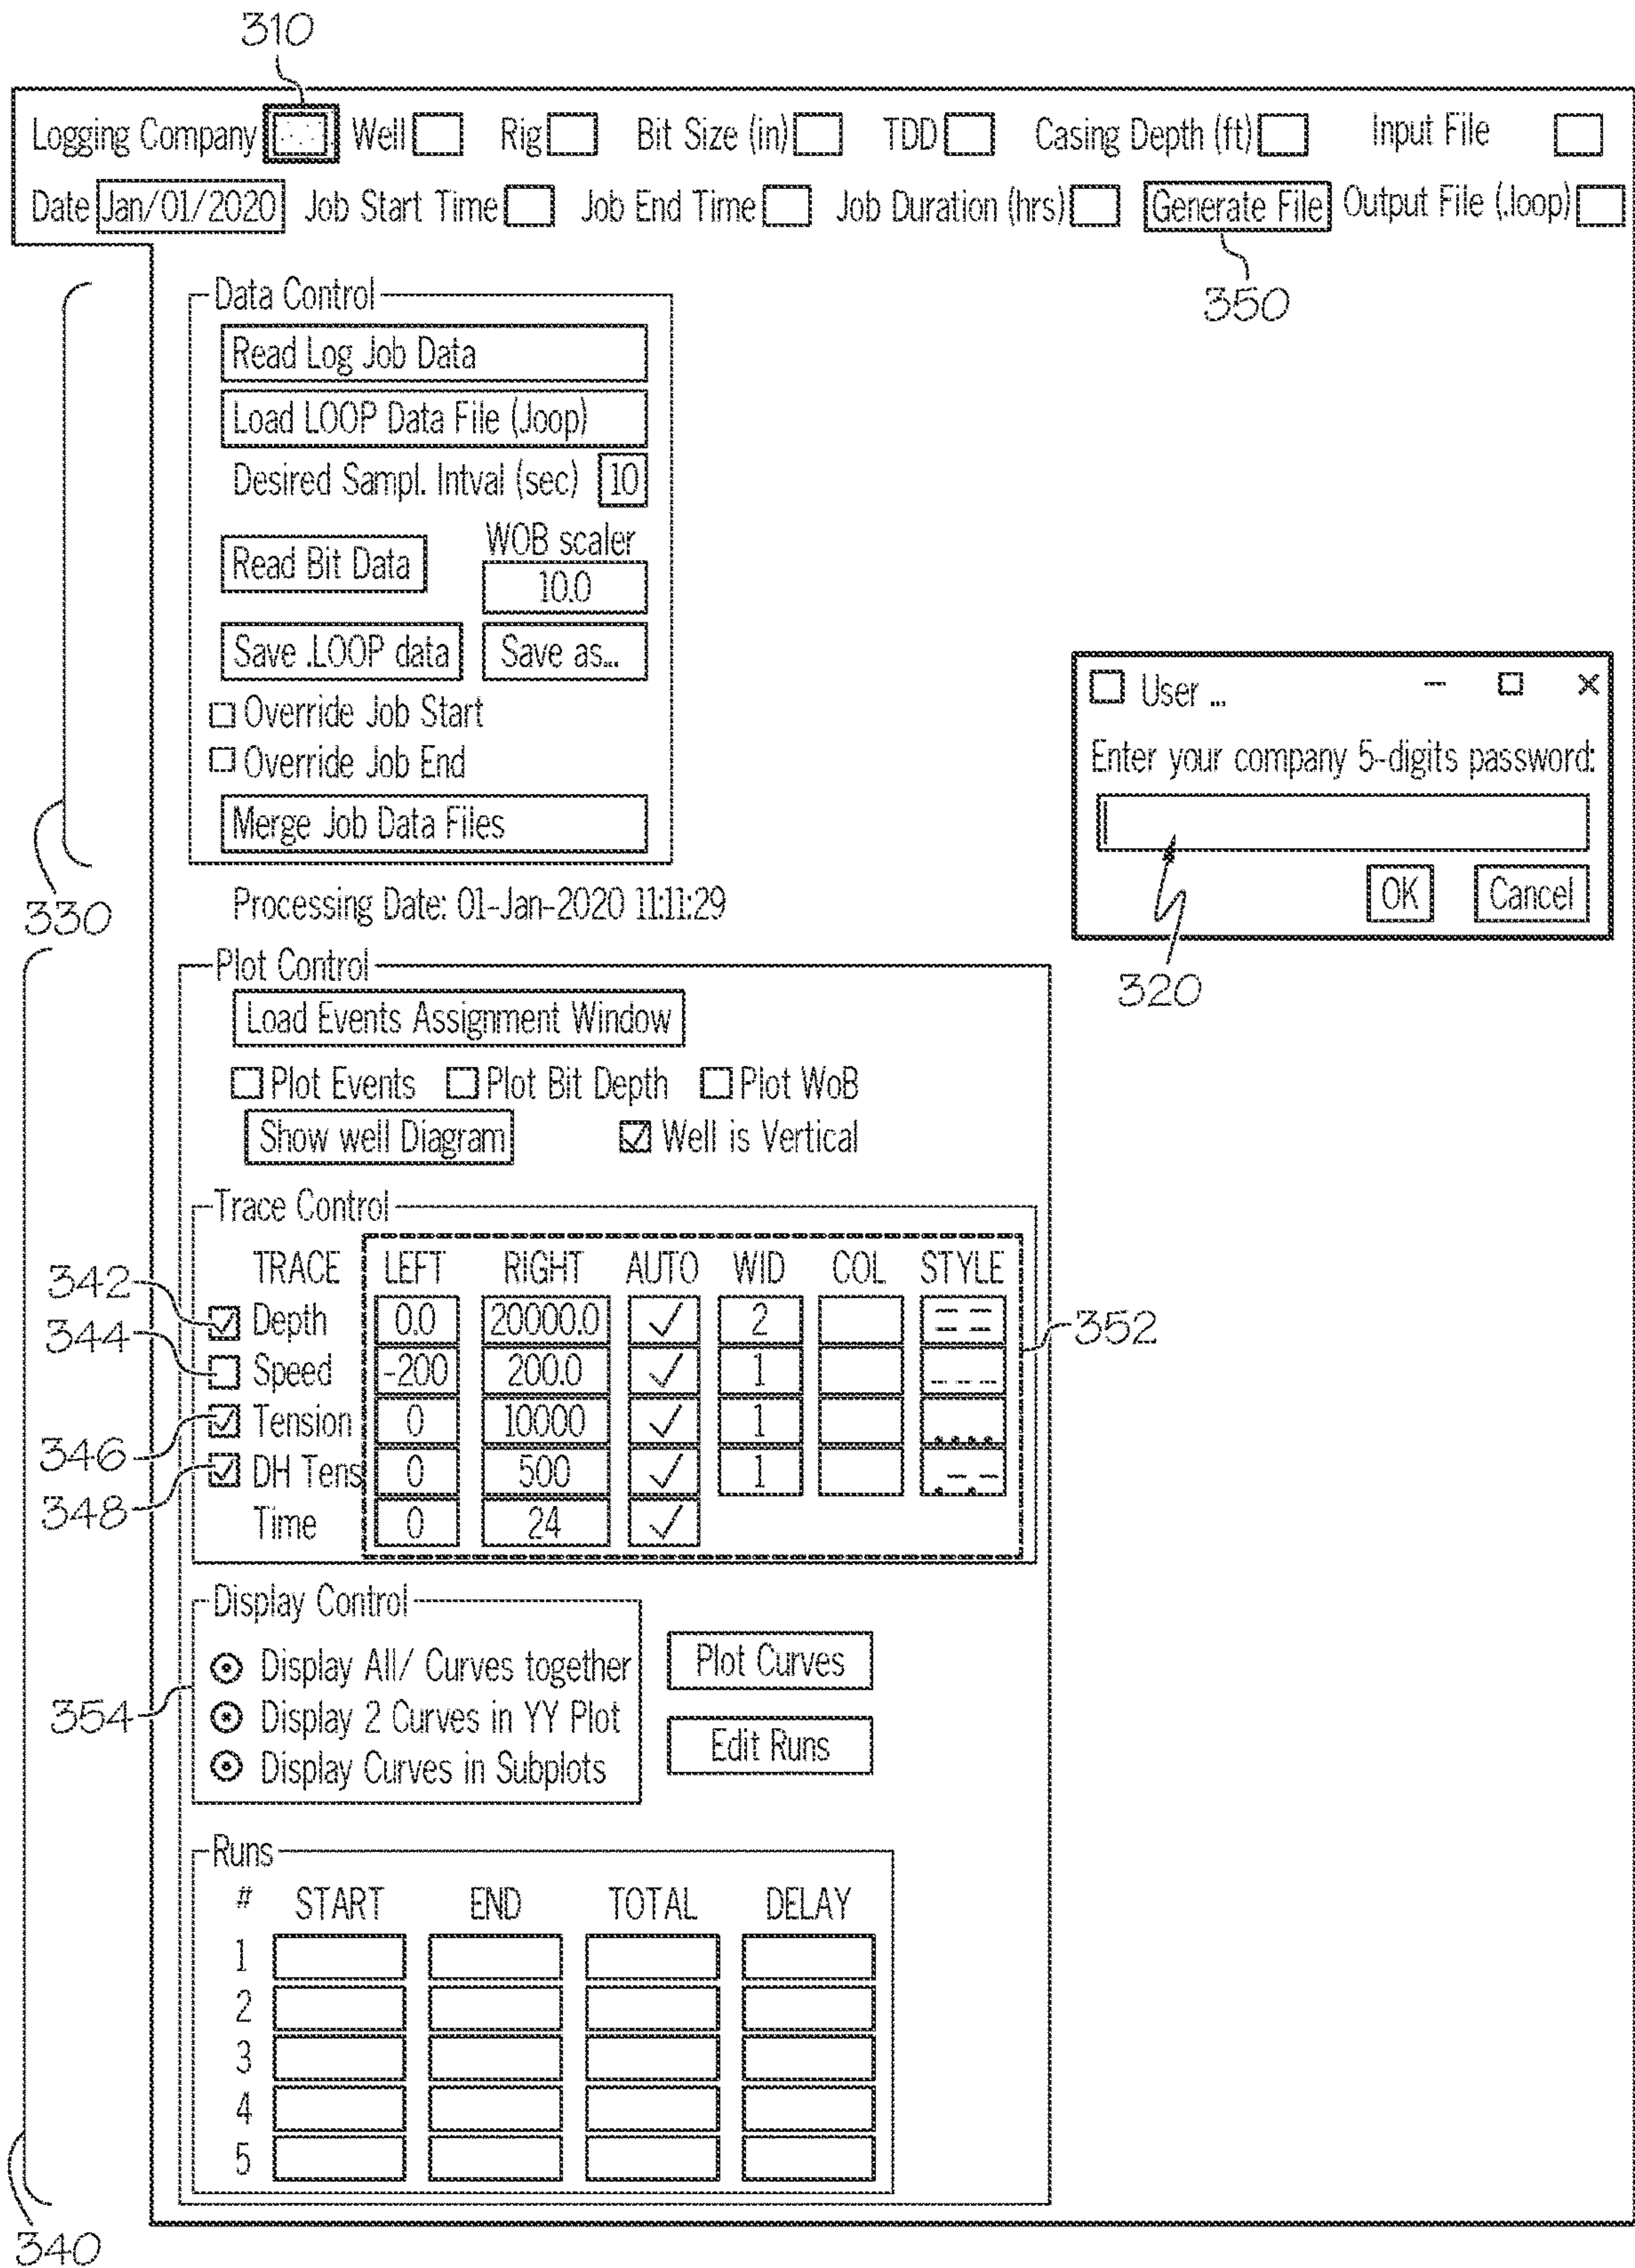 310
Logging Company Well Rig Bit Size (in) TDD Casing Depth (ft) Input File
Date Jan/01/2020 Job Start Time Job End Time Job Duration (hrs) Generate File Output File (.loop)
350
Data Control
Read Log Job Data
Load LOOP Data File (.loop)
Desired Sampl. Intval (sec) 10
WOB scaler
Read Bit Data
10.0
Save .LOOP data Save as...
Override Job Start
Override Job End
Merge Job Data Files
330
Processing Date: 01-Jan-2020 11:11:29
User ...
Enter your company 5-digits password:
OK Cancel
320
Plot Control
Load Events Assignment Window
Plot Events Plot Bit Depth Plot WoB
Show well Diagram Well is Vertical
Trace Control
TRACE LEFT RIGHT AUTO WID COL STYLE
342 Depth 0.0 20000.0 2 352
344 Speed -200 200.0 1
346 Tension 0 10000 1
348 DH Tens 0 500 1
Time 0 24
Display Control
Display All/ Curves together Plot Curves
354 Display 2 Curves in YY Plot
Edit Runs
Display Curves in Subplots
Runs
# START END TOTAL DELAY
1
2
3
4
5
340